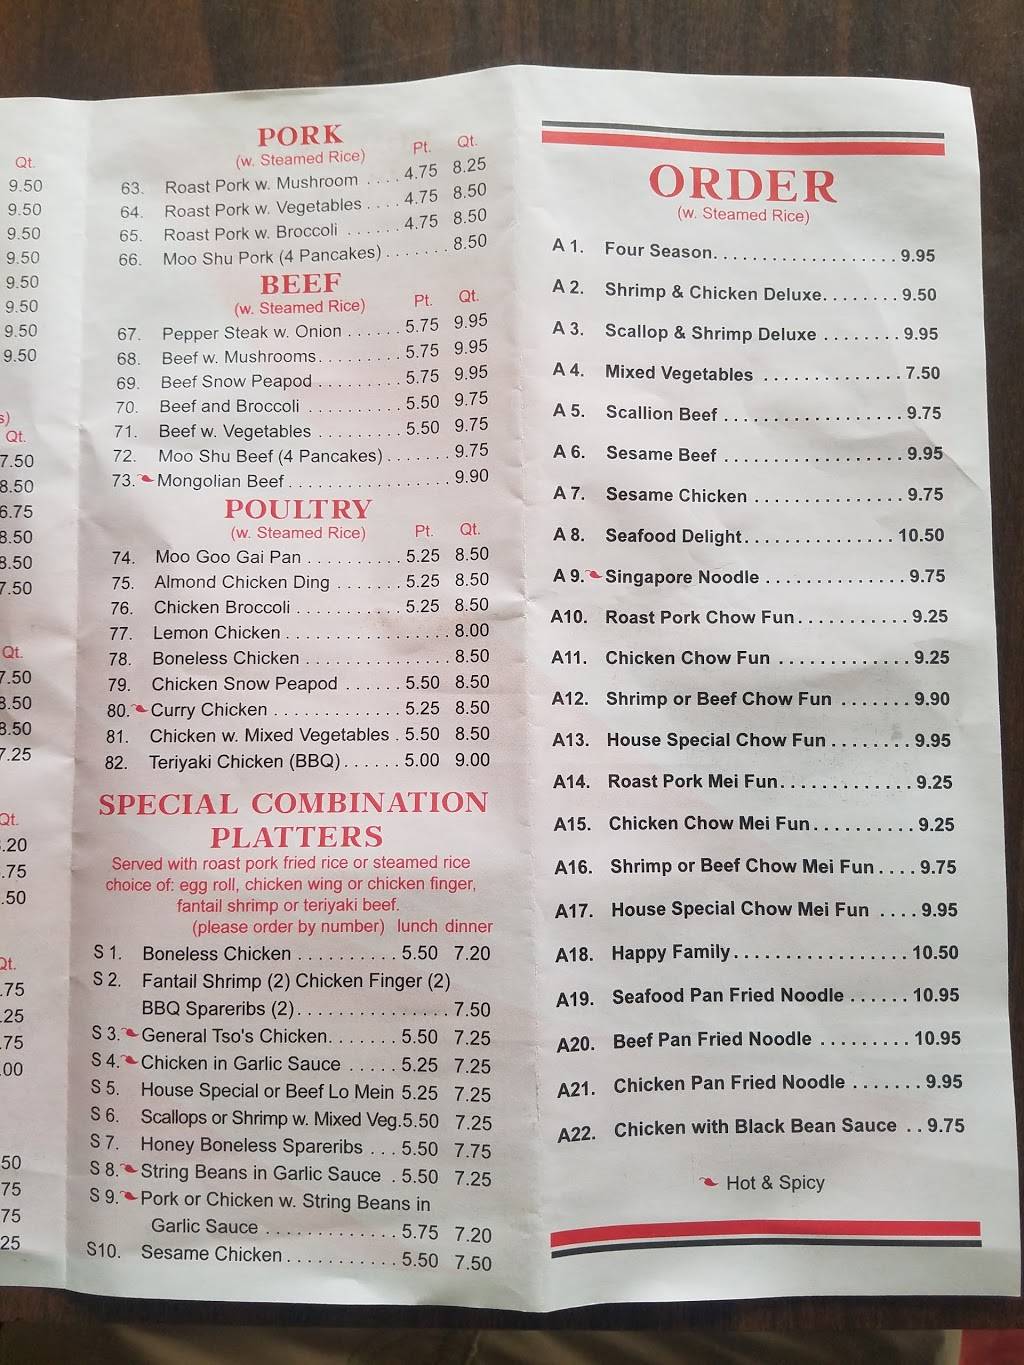 Qt.
9.50
9.50
9.50
9.50
9.50
9.50
9.50
9.50
Qt.
7.50
8.50
6.75
8.50
8.50
7.50
Qt.
7.50
8.50
8.50
7.25
Qt.
.20
.75
.50
Qt.
.75
.25
.75
.00
50
75
75
25
PORK
(w. Steamed Rice) Pt. Qt.
63. Roast Pork w. Mushroom .... 4.75 8.25
64. Roast Pork w. Vegetables .... 4.75 8.50
65. Roast Pork w. Broccoli ...... 4.75 8.50
66. Moo Shu Pork (4 Pancakes) ....... 8.50
BEEF
(w. Steamed Rice) Pt. Qt.
67. Pepper Steak w. Onion ...... 5.75 9.95
68. Beef w. Mushrooms......... 5.75 9.95
69. Beef Snow Peapod ......... 5.75 9.95
70. Beef and Broccoli .......... 5.50 9.75
71. Beef w. Vegetables ......... 5.50 9.75
72. Moo Shu Beef (4 Pancakes)....... 9.75
73. Mongolian Beef ................. 9.90
POULTRY
(w. Steamed Rice) Pt. Qt.
74. Moo Goo Gai Pan .......... 5.25 8.50
75. Almond Chicken Ding ....... 5.25 8.50
76. Chicken Broccoli ........... 5.25 8.50
77. Lemon Chicken ................. 8.00
78. Boneless Chicken ............... 8.50
79. Chicken Snow Peapod ...... 5.50 8.50
80. Curry Chicken ............. 5.25 8.50
81. Chicken w. Mixed Vegetables . 5.50 8.50
82. Teriyaki Chicken (BBQ)...... 5.00 9.00
SPECIAL COMBINATION
PLATTERS
Served with roast pork fried rice or steamed rice
choice of: egg roll, chicken wing or chicken finger,
fantail shrimp or teriyaki beef.
(please order by number) lunch dinner
S 1. Boneless Chicken .......... 5.50 7.20
S 2. Fantail Shrimp (2) Chicken Finger (2)
BBQ Spareribs (2)............... 7.50
S 3. General Tso's Chicken....... 5.50 7.25
S 4. Chicken in Garlic Sauce ..... 5.25 7.25
S 5. House Special or Beef Lo Mein 5.25 7.25
S 6. Scallops or Shrimp w. Mixed Veg.5.50 7.25
S 7. Honey Boneless Spareribs ... 5.50 7.75
S 8. String Beans in Garlic Sauce . 5.50 7.25
S 9. Pork or Chicken w. String Beans in
Garlic Sauce ............. 5.75 7.20
S10. Sesame Chicken ........... 5.50 7.50
ORDER
(w. Steamed Rice)
A 1. Four Season................... 9.95
A 2. Shrimp & Chicken Deluxe........ 9.50
A 3. Scallop & Shrimp Deluxe ........ 9.95
A 4. Mixed Vegetables .............. 7.50
A 5. Scallion Beef ................... 9.75
A 6. Sesame Beef ................... 9.95
A 7. Sesame Chicken ............... 9.75
A 8. Seafood Delight............... 10.50
A 9. Singapore Noodle .............. 9.75
A10. Roast Pork Chow Fun........... 9.25
A11. Chicken Chow Fun ............. 9.25
A12. Shrimp or Beef Chow Fun ....... 9.90
A13. House Special Chow Fun ........ 9.95
A14. Roast Pork Mei Fun............. 9.25
A15. Chicken Chow Mei Fun.......... 9.25
A16. Shrimp or Beef Chow Mei Fun .... 9.75
A17. House Special Chow Mei Fun .... 9.95
A18. Happy Family ................. 10.50
A19. Seafood Pan Fried Noodle ...... 10.95
A20. Beef Pan Fried Noodle ......... 10.95
A21. Chicken Pan Fried Noodle ....... 9.95
A22. Chicken with Black Bean Sauce .. 9.75
Hot & Spicy